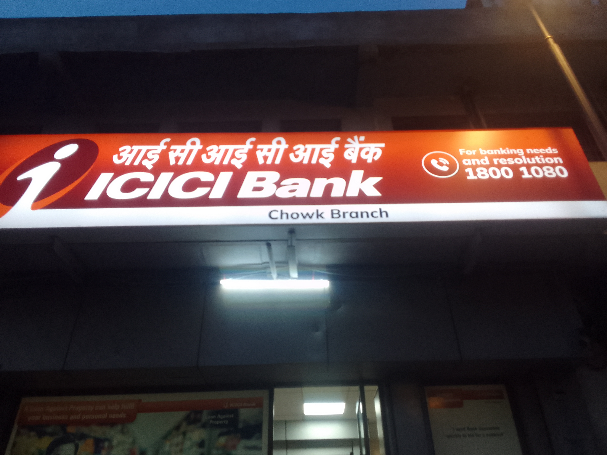 आई सी आई सी आई बैंक
ICICI Bank
For banking needs
and resolution
1800 1080
Chowk Branch